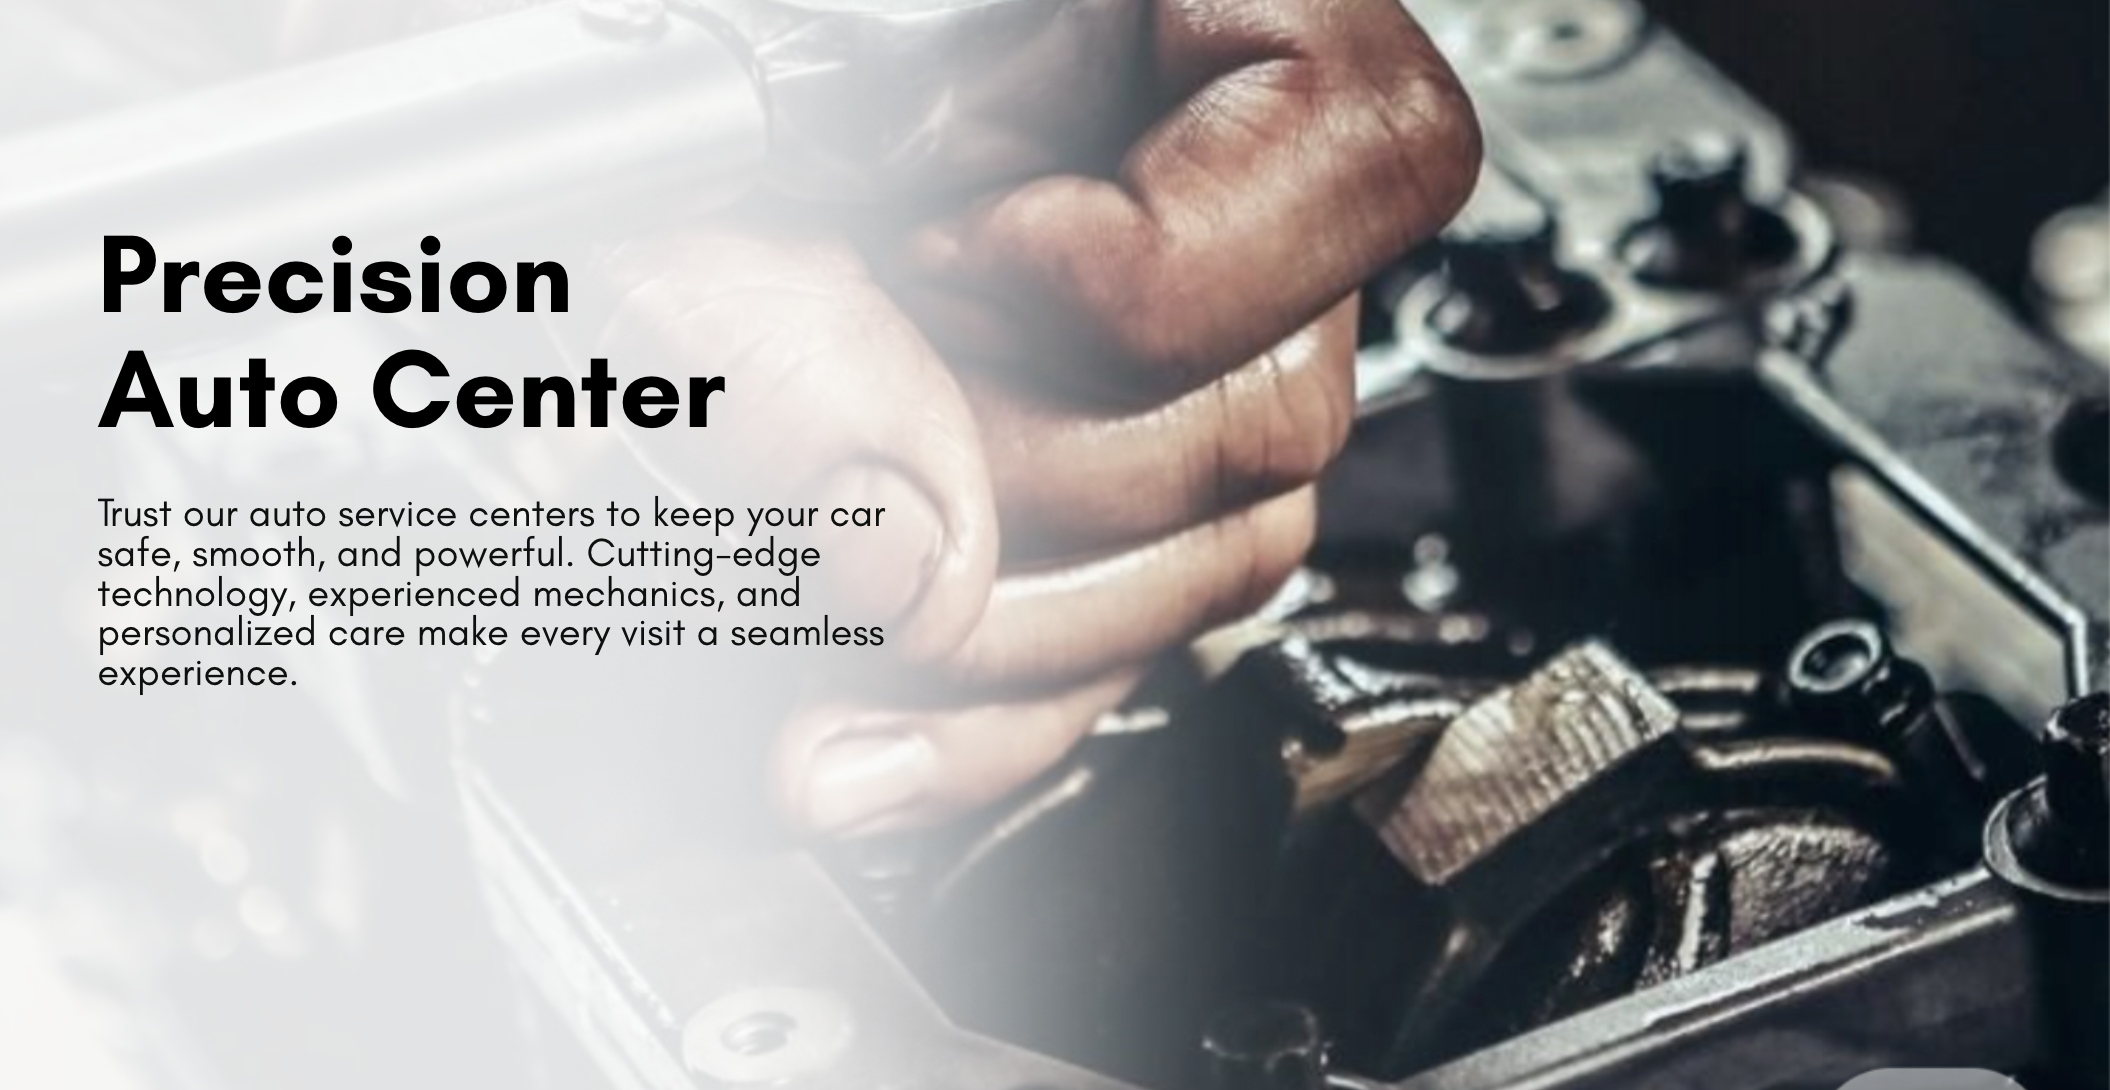 Precision
Auto Center
Trust our auto service centers to keep your car
safe, smooth, and powerful. Cutting-edge
technology, experienced mechanics, and
personalized care make every visit a seamless
experience.